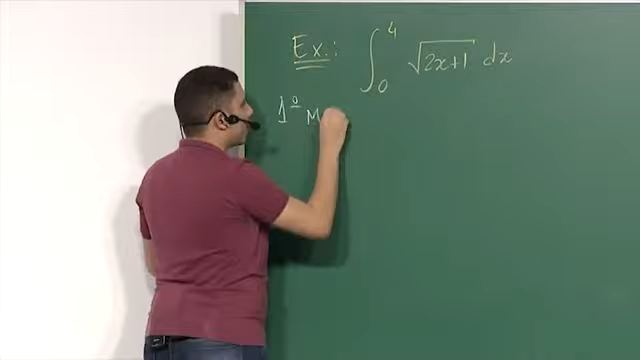 Ex.: ∫₀⁴ √(2x+1) dx
1º M